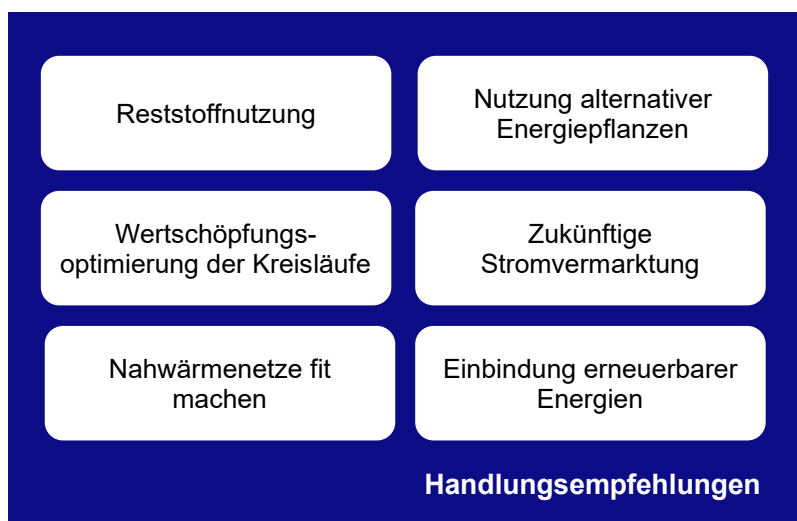 Reststoffnutzung
Nutzung alternativer
Energiepflanzen
Wertschöpfungs-
optimierung der Kreisläufe
Zukünftige
Stromvermarktung
Nahwärmenetze fit
machen
Einbindung erneuerbarer
Energien
Handlungsempfehlungen